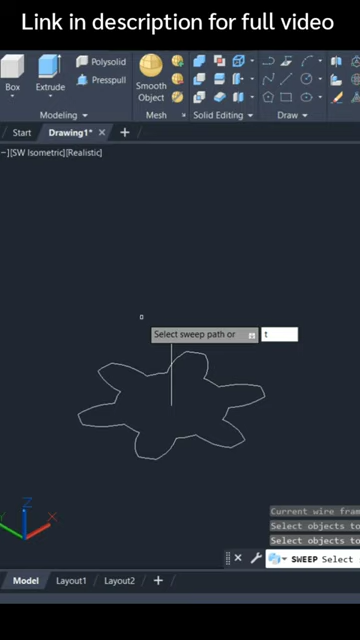 Link in description for full video
Box
Extrude
Polysolid
Presspull
Smooth
Object
Modeling
Mesh
Solid Editing
Draw
Start
Drawing1*
[SW Isometric][Realistic]
Select sweep path or
t
Z
X
Y
Current wire fram
Select objects to
Select objects to
SWEEP Select
Model
Layout1
Layout2